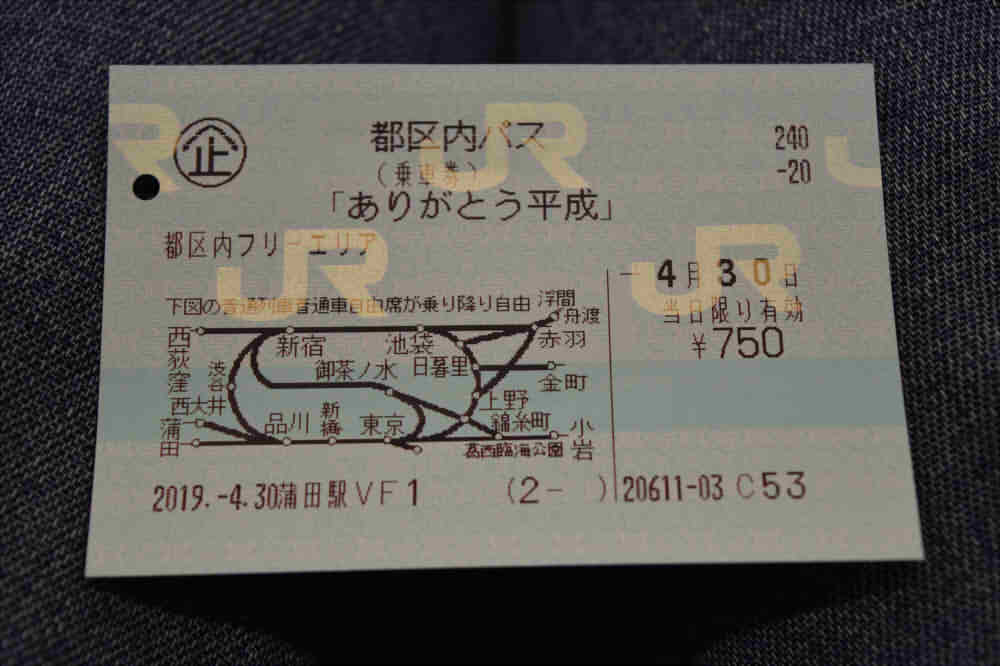 企 都区内パス 240
(乗車券) -20
「ありがとう平成」
都区内フリーエリア
-4月30日
下図の普通列車普通車自由席が乗り降り自由
当日限り有効
¥750
浮間舟渡
西荻窪
新宿
池袋
赤羽
渋谷
御茶ノ水
日暮里
金町
西大井
上野
蒲田
品川
新橋
東京
錦糸町
小岩
葛西臨海公園
2019.-4.30蒲田駅VF1 (2- ) 20611-03 C53
JR
JR
JR
JR
JR